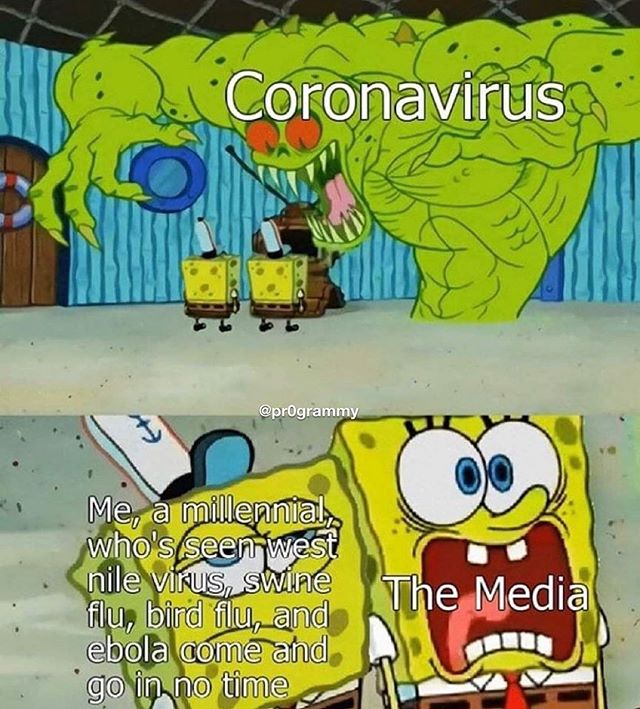 Coronavirus
@pr0grammy
Me, a millennial,
who's seen west
nile virus, swine
flu, bird flu, and
ebola come and
go in no time
The Media